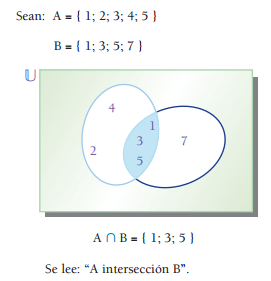 Sean: A = { 1; 2; 3; 4; 5 }
B = { 1; 3; 5; 7 }
U
4
1
2
3
7
5
A ∩ B = { 1; 3; 5 }
Se lee: “A intersección B”.